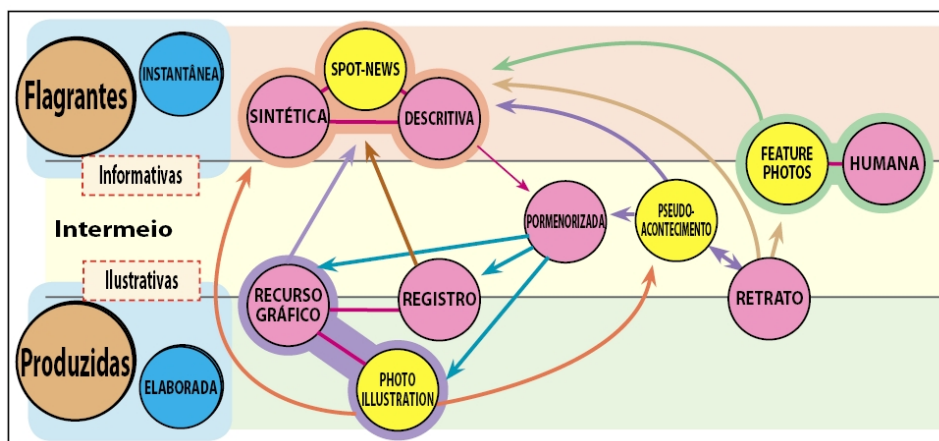 Flagrantes
INSTANTÂNEA
SPOT-NEWS
SINTÉTICA
DESCRITIVA
FEATURE
PHOTOS
HUMANA
Informativas
Intermeio
PORMENORIZADA
PSEUDO-
ACONTECIMENTO
Ilustrativas
RECURSO
GRÁFICO
REGISTRO
RETRATO
Produzidas
ELABORADA
PHOTO
ILLUSTRATION